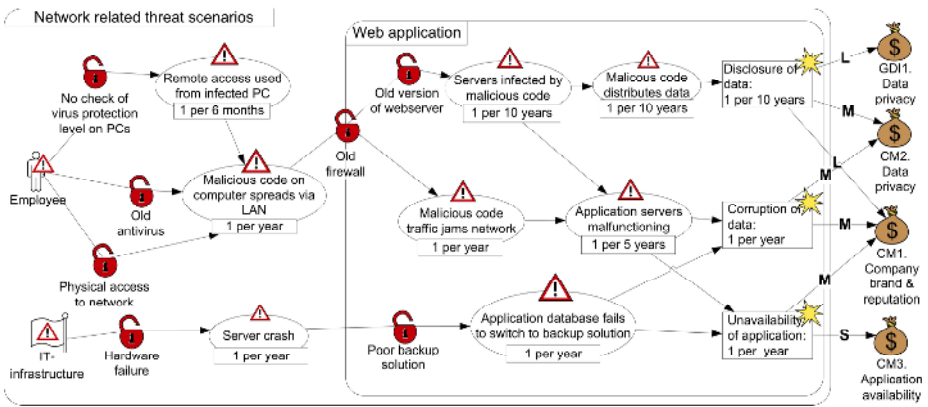 Network related threat scenarios
Web application
No check of
virus protection
level on PCs
Remote access used
from infected PC
1 per 6 months
Old version
of webserver
Servers infected by
malicious code
1 per 10 years
Malicous code
distributes data
1 per 10 years
Disclosure of
data:
1 per 10 years
L
M
L
GDI1.
Data
privacy
CM2.
Data
privacy
Employee
Old
antivirus
Malicious code on
computer spreads via
LAN
1 per year
Old
firewall
Malicious code
traffic jams network
1 per year
Application servers
malfunctioning
1 per 5 years
Corruption of
data:
1 per year
M
M
M
CM1.
Company
brand &
reputation
Physical access
to network
IT-
infrastructure
Hardware
failure
Server crash
1 per year
Poor backup
solution
Application database fails
to switch to backup solution
1 per year
Unavailability
of application:
1 per year
S
CM3.
Application
availability